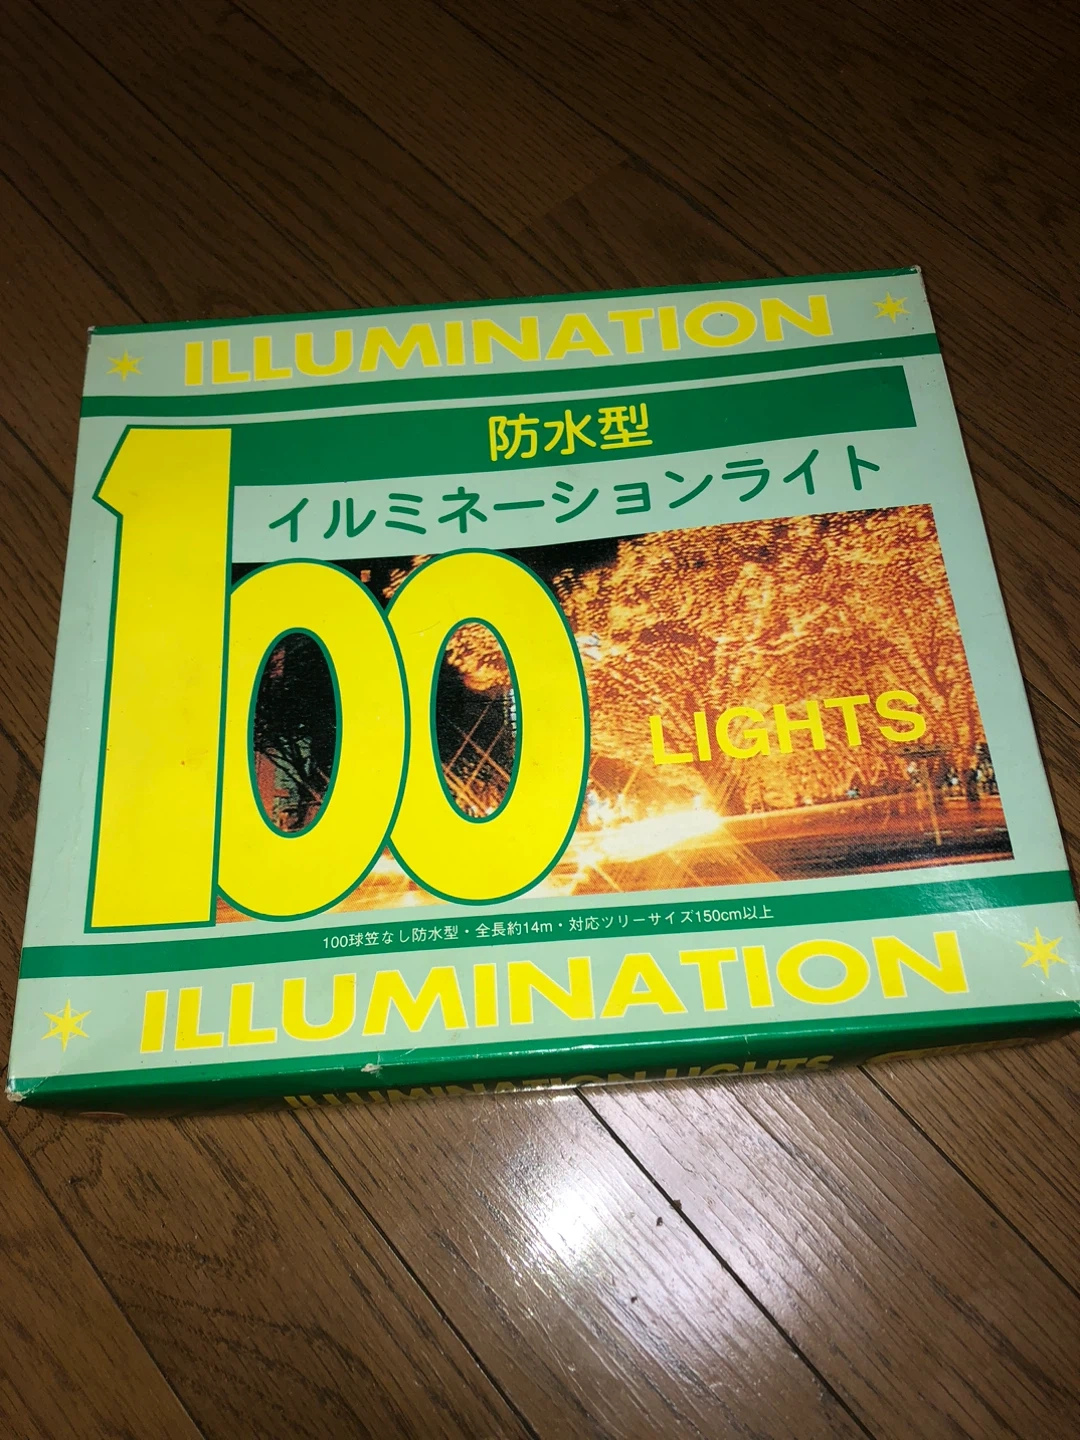 ILLUMINATION
防水型
イルミネーションライト
100
LIGHTS
100球笠なし防水型・全長約14m・対応ツリーサイズ150cm以上
ILLUMINATION
ILLUMINATION LIGHTS